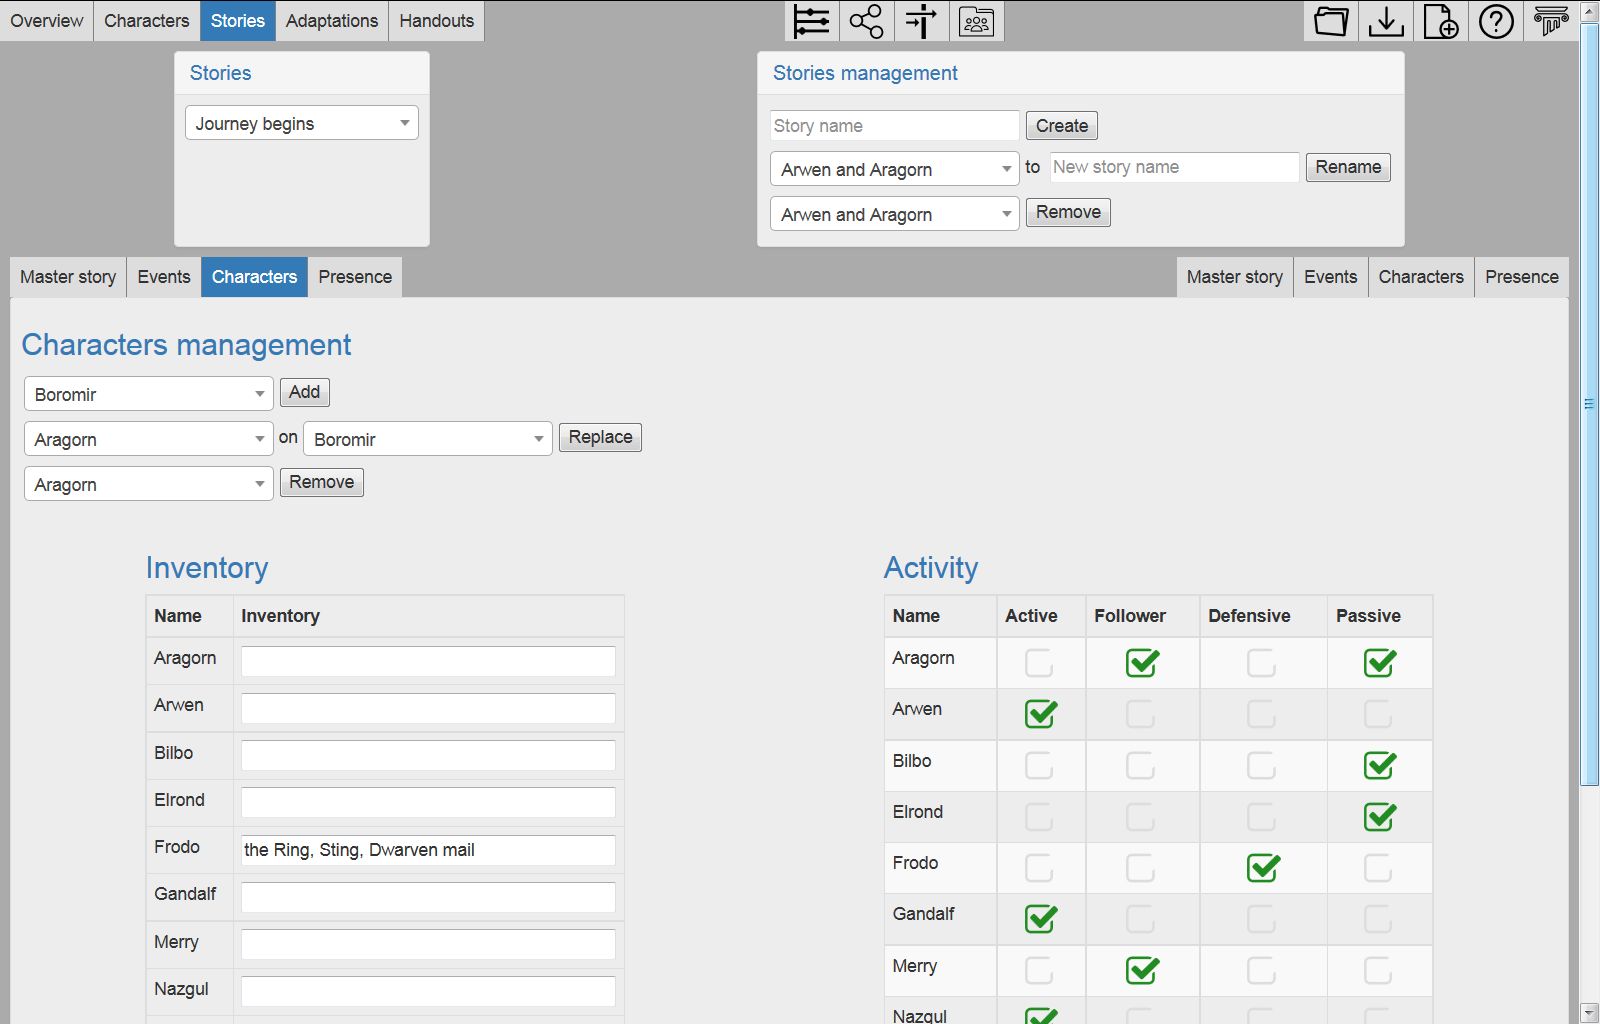 Overview Characters Stories Adaptations Handouts
Stories
Journey begins
Stories management
Story name Create
Arwen and Aragorn to New story name Rename
Arwen and Aragorn Remove
Master story Events Characters Presence
Master story Events Characters Presence
Characters management
Boromir Add
Aragorn on Boromir Replace
Aragorn Remove
Inventory
Name Inventory
Aragorn
Arwen
Bilbo
Elrond
Frodo the Ring, Sting, Dwarven mail
Gandalf
Merry
Nazgul
Activity
Name Active Follower Defensive Passive
Aragorn
Arwen
Bilbo
Elrond
Frodo
Gandalf
Merry
Nazgul